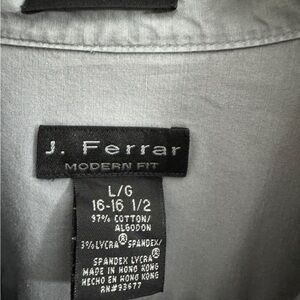 J. Ferrar
MODERN FIT
L/G
16-16 1/2
97% COTTON/
ALGODON
3% LYCRA® SPANDEX/
SPANDEX LYCRA®
MADE IN HONG KONG
HECHO EN HONG KONG
RN#93677